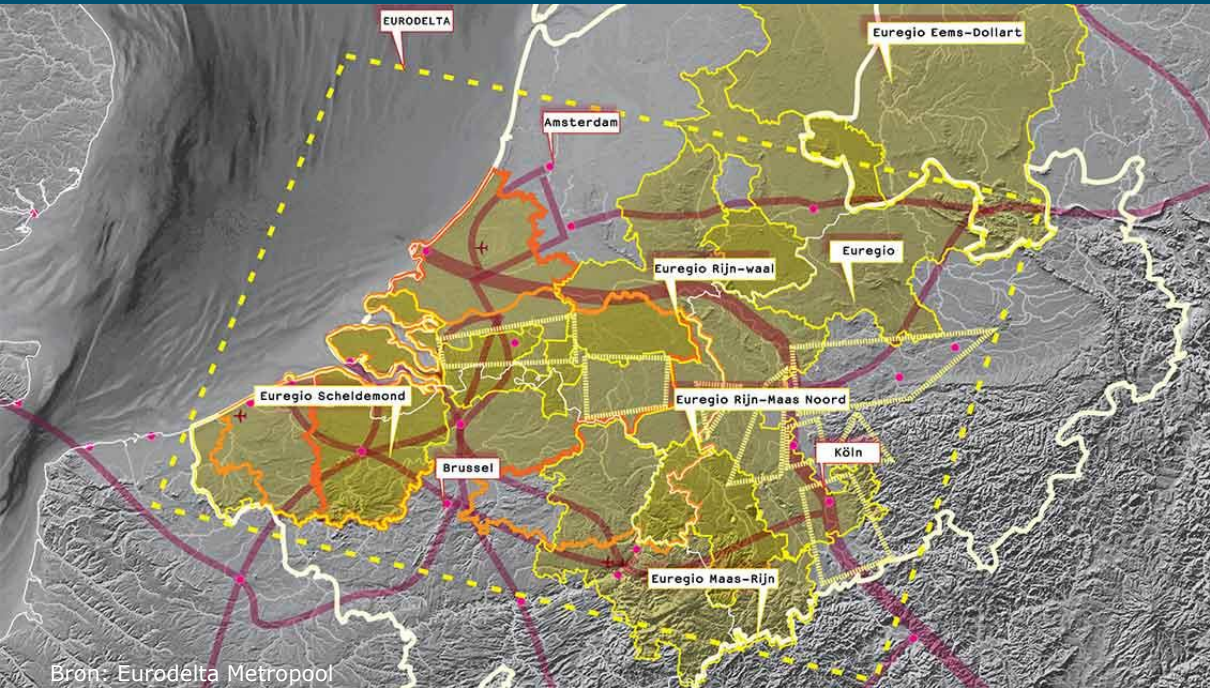 EURODELTA
Euregio Eems-Dollart
Amsterdam
Euregio
Euregio Rijn-waal
Euregio Scheldemond
Euregio Rijn-Maas Noord
Köln
Brussel
Euregio Maas-Rijn
Bron: Eurodelta Metropool